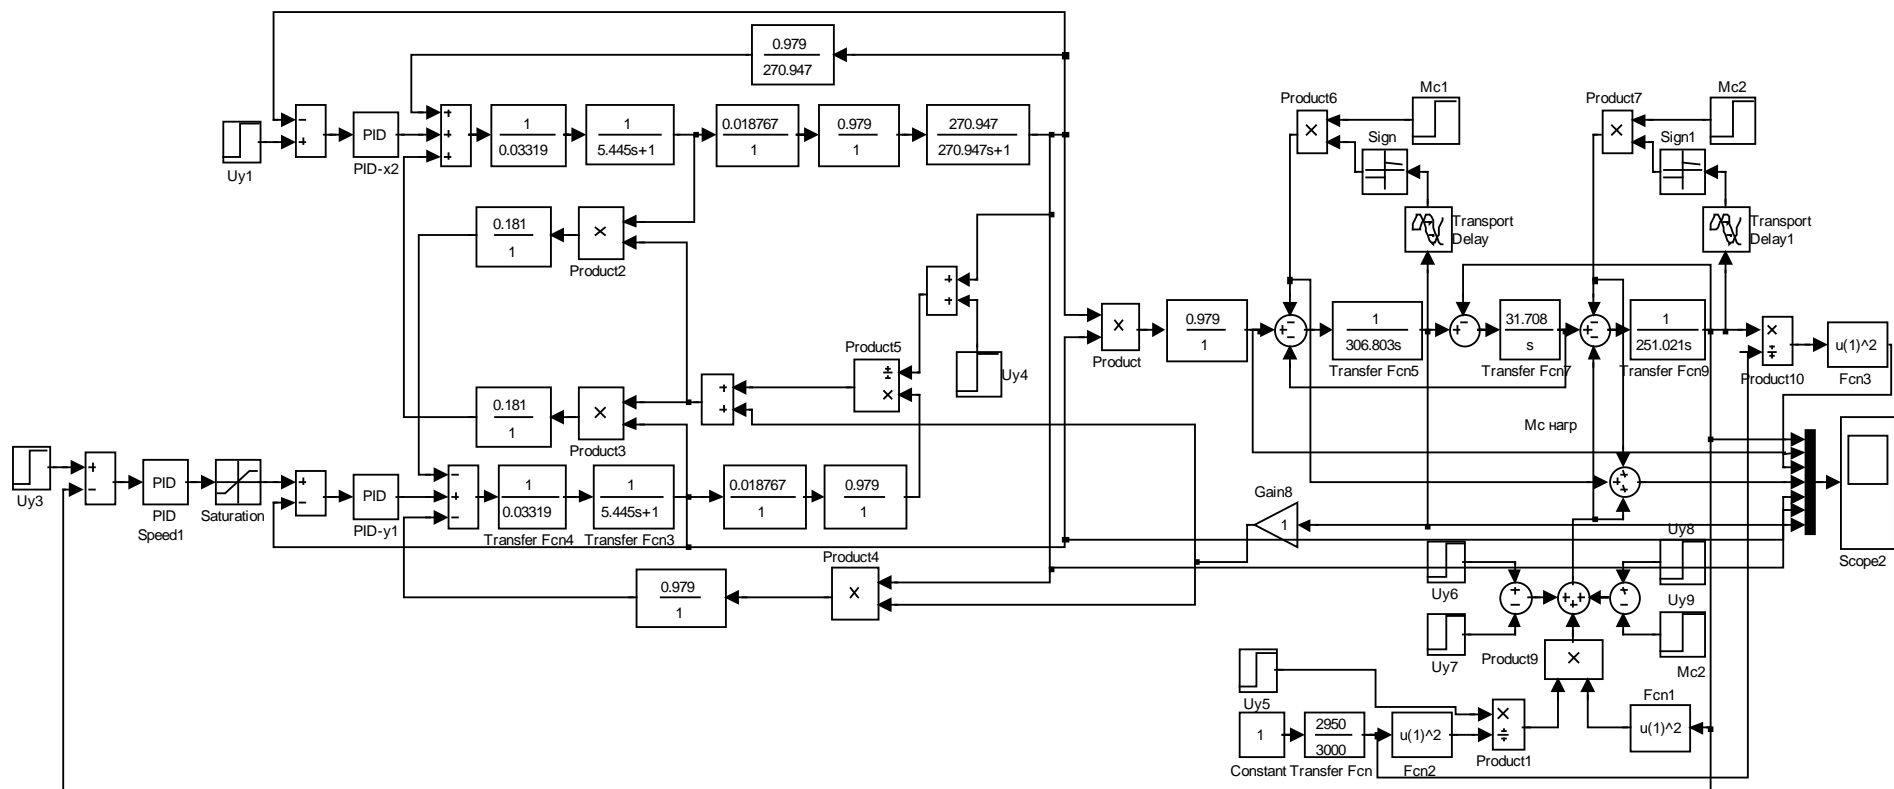 0.979
270.947
Uy1
−
+
PID
PID-x2
+
+
+
1
0.03319
1
5.445s+1
0.018767
1
0.979
1
270.947
270.947s+1
Product6
×
Mc1
Sign
Transport
Delay
Product7
×
Mc2
Sign1
Transport
Delay1
0.181
1
×
Product2
+
+
Uy4
Product5
÷
×
+
+
×
Product
0.979
1
−
+
−
1
306.803s
Transfer Fcn5
−
+
31.708
s
Transfer Fcn7
−
+
−
1
251.021s
Transfer Fcn9
×
÷
Product10
u(1)^2
Fcn3
0.181
1
×
Product3
Мс нагр
Uy3
+
−
PID
PID
Speed1
Saturation
+
−
PID
PID-y1
−
+
−
1
0.03319
Transfer Fcn4
1
5.445s+1
Transfer Fcn3
0.018767
1
0.979
1
Gain8
1
+
+
+
Scope2
0.979
1
Product4
×
Uy6
Uy7
+
−
+
+
+
+
−
Uy8
Uy9
Mc2
Product9
×
Uy5
1
Constant
2950
3000
Transfer Fcn
u(1)^2
Fcn2
×
÷
Product1
Fcn1
u(1)^2